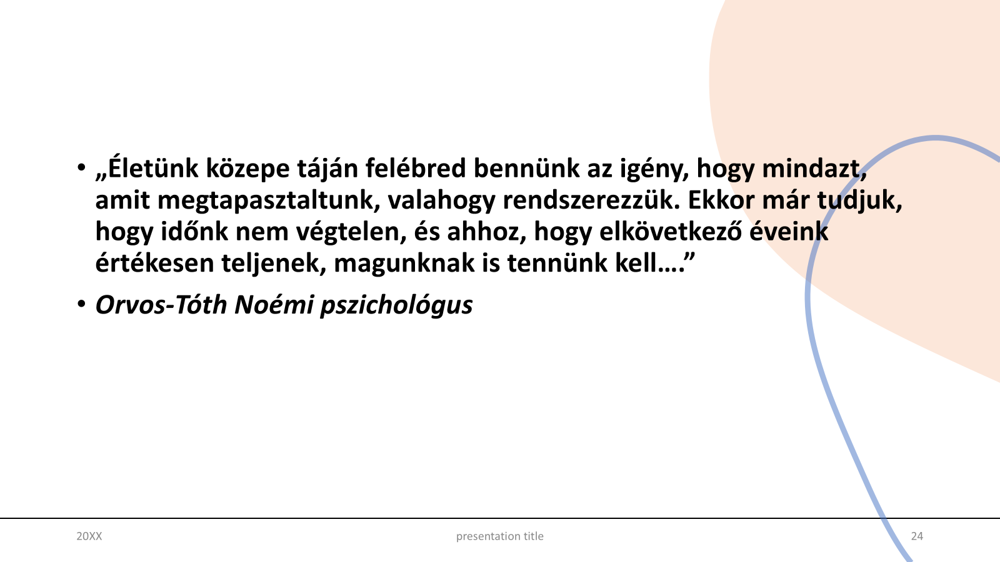 • „Életünk közepe táján felébred bennünk az igény, hogy mindazt,
amit megtapasztaltunk, valahogy rendszerezzük. Ekkor már tudjuk,
hogy időnk nem végtelen, és ahhoz, hogy elkövetkező éveink
értékesen teljenek, magunknak is tennünk kell….”
• Orvos-Tóth Noémi pszichológus
20XX
presentation title
24